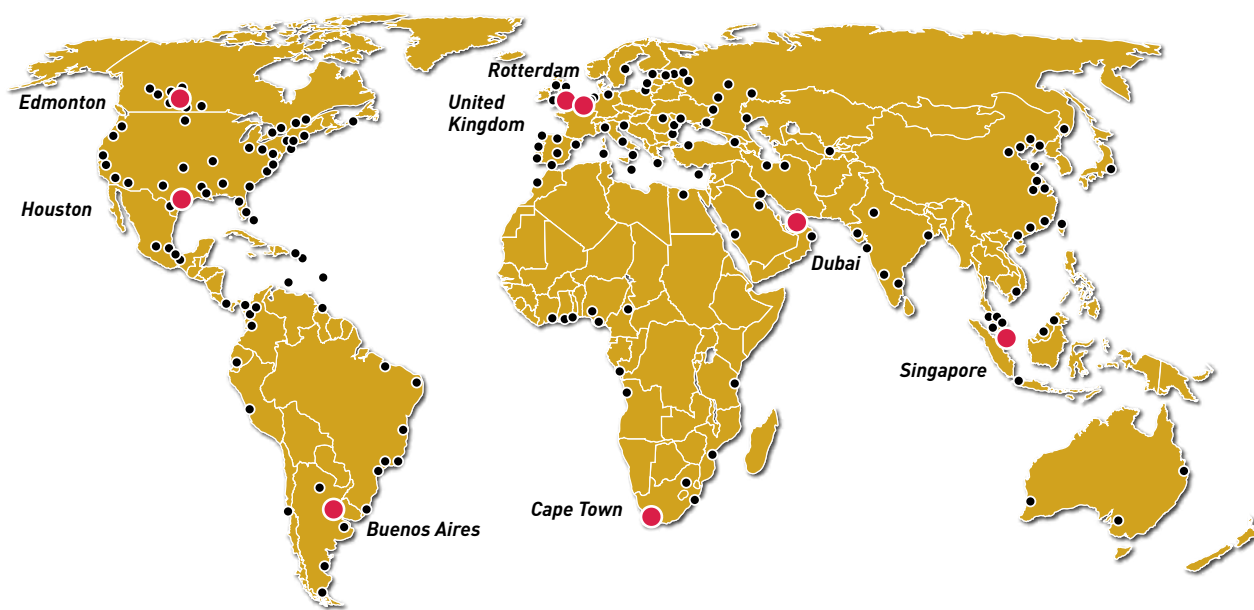 Rotterdam
Edmonton
United
Kingdom
Houston
Dubai
Singapore
Cape Town
Buenos Aires